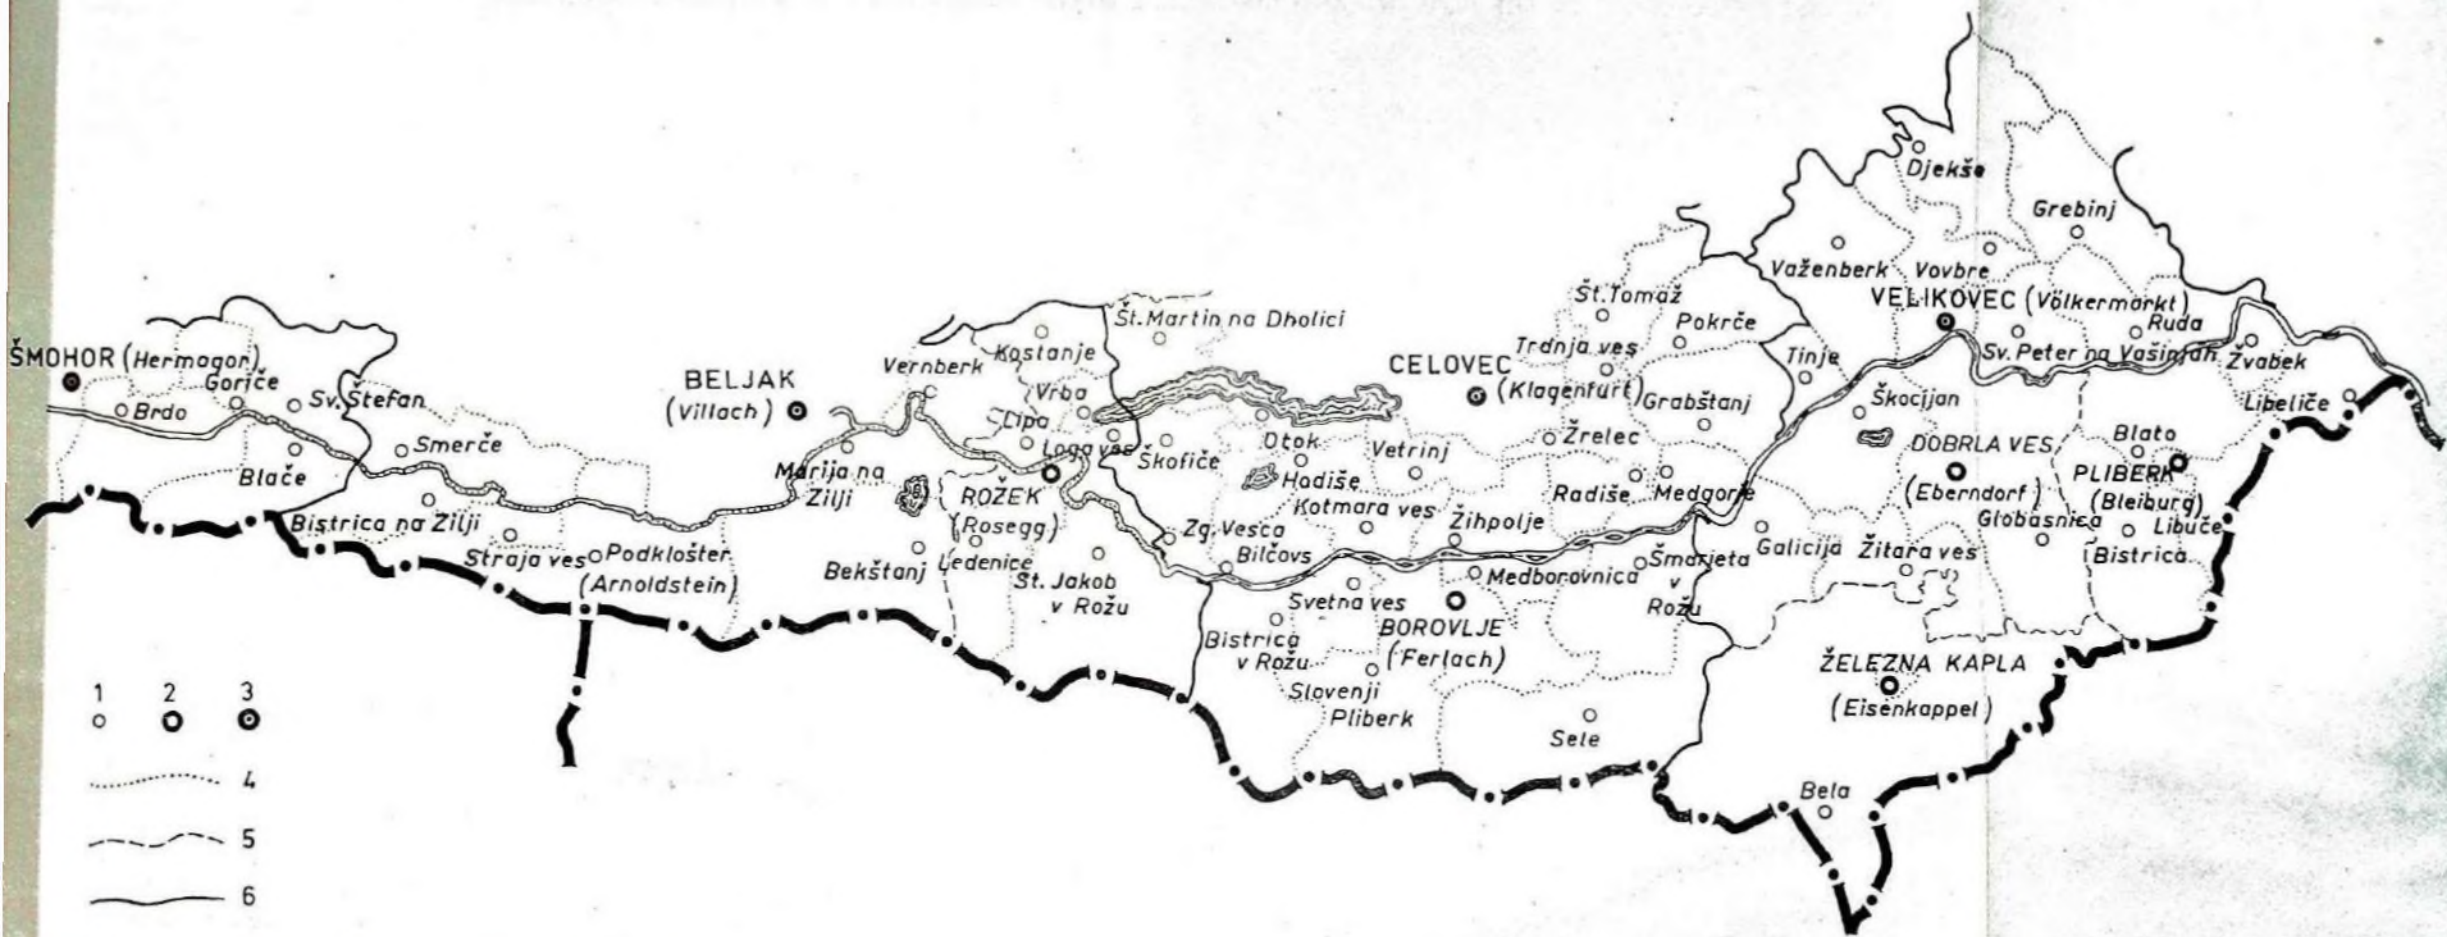 ŠMOHOR (Hermagor)
Goriče
Brdo
Sv. Štefan
Smerče
Blače
Bistrica na Zilji
Straja ves
Podklošter
(Arnoldstein)
BELJAK
(Villach)
Vernberk
Marija na
Zilji
Bekštanj
Kostanje
Vrba
Lipa
Loga ves
ROŽEK
(Rosegg)
Ledenice
St. Jakob
v Rožu
Št. Martin na Dholici
Škofiče
Otok
Hodiše
Vetrinj
Kotmara ves
Zg. Vesca
Bilčovs
Žihpolje
Svetna ves
Bistrica
v Rožu
Slovenji
Pliberk
BOROVLJE
(Ferlach)
Medborovnica
Sele
CELOVEC
(Klagenfurt)
Št. Tomaž
Pokrče
Trdnja ves
Grabštanj
Žrelec
Radiše
Medgorje
Šmarjeta
v
Rožu
Tinje
Djekše
Grebinj
Važenberk
Vovbre
VELIKOVEC (Völkermarkt)
Ruda
Sv. Peter na Vašinjah
Žvabek
Škocijan
Libeliče
DOBRLA VES
(Eberndorf)
Blato
PLIBERK
(Bleiburg)
Globasnica
Libuče
Bistrica
Galicija
Žitara ves
ŽELEZNA KAPLA
(Eisenkappel)
Bela
1 2 3
4
5
6